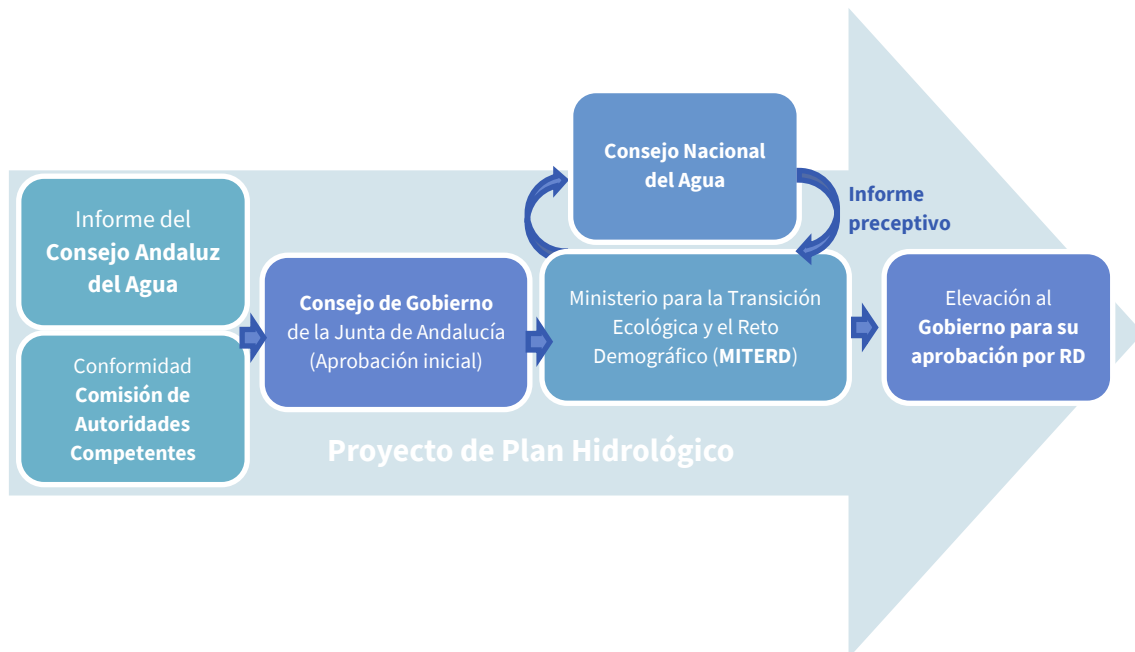 Informe del
Consejo Andaluz
del Agua
Conformidad
Comisión de
Autoridades
Competentes
Consejo de Gobierno
de la Junta de Andalucía
(Aprobación inicial)
Consejo Nacional
del Agua
Informe
preceptivo
Ministerio para la Transición
Ecológica y el Reto
Demográfico (MITERD)
Elevación al
Gobierno para su
aprobación por RD
Proyecto de Plan Hidrológico